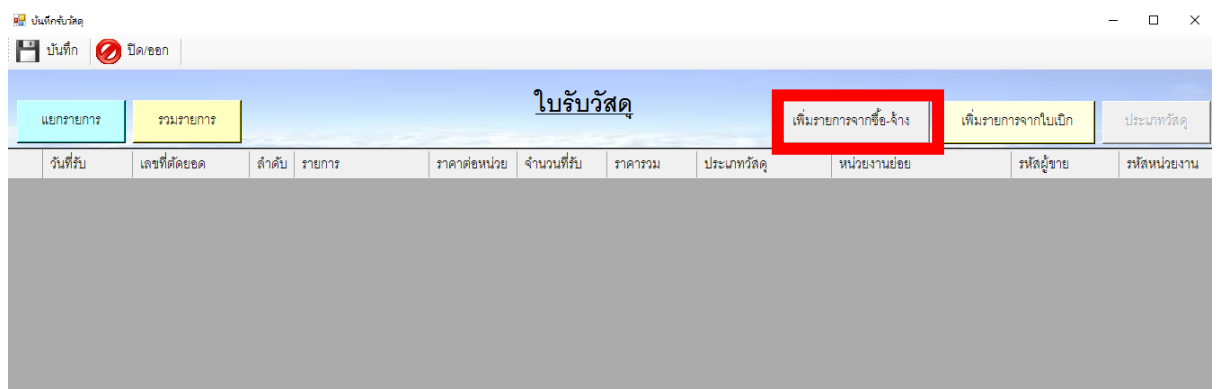 บันทึกรับวัสดุ
บันทึก ปิด/ออก
ใบรับวัสดุ
แยกรายการ รวมรายการ เพิ่มรายการจากซื้อ-จ้าง เพิ่มรายการจากใบเบิก ประเภทวัสดุ
วันที่รับ เลขที่ตัดยอด ลำดับ รายการ ราคาต่อหน่วย จำนวนที่รับ ราคารวม ประเภทวัสดุ หน่วยงานย่อย รหัสผู้ขาย รหัสหน่วยงาน